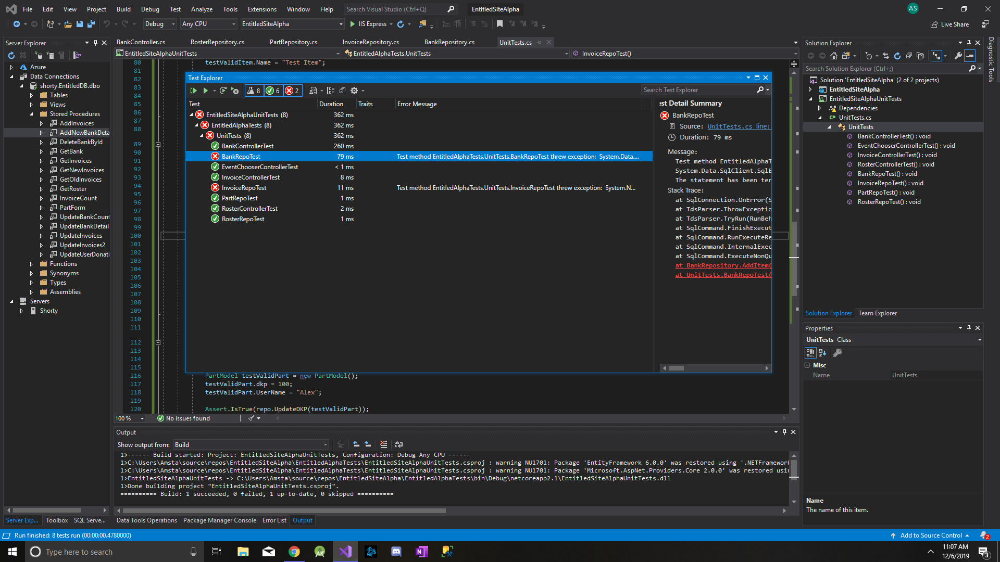 File Edit View Project Build Debug Test Analyze Tools Extensions Window Help Search Visual Studio (Ctrl+Q) EntitledSiteAlpha AS
Debug Any CPU EntitledSiteAlpha IIS Express Live Share
Server Explorer
Azure
Data Connections
shorty.EntitledDB.dbo
Tables
Views
Stored Procedures
AddInvoices
AddNewBankDeta
DeleteBankById
GetBank
GetInvoices
GetNewInvoices
GetOldInvoices
GetRoster
InvoiceCount
PartForm
UpdateBankCount
UpdateBankDetail
UpdateInvoices
UpdateInvoices2
UpdateUserDonati
Functions
Synonyms
Types
Assemblies
Servers
Shorty
Server Exp... Toolbox SQL Serve...
BankController.cs RosterRepository.cs PartRepository.cs InvoiceRepository.cs BankRepository.cs UnitTests.cs
EntitledSiteAlphaUnitTests EntitledAlphaTests.UnitTests InvoiceRepoTest()
80 testValidItem.Name = "Test Item";
81
82
83
84
85
86
87
88
89
90
91
92
93
94
95
96
97
98
99
100
101
102
103
104
105
106
107
108
109
110
111
112
113
114
115
116 PartModel testValidPart = new PartModel();
117 testValidPart.dkp = 100;
118 testValidPart.UserName = "Alex";
119
120 Assert.IsTrue(repo.UpdateDKP(testValidPart));
100 % No issues found
Test Explorer
8 6 2 Search Test Explorer
Test Duration Traits Error Message
EntitledSiteAlphaUnitTests (8) 362 ms
EntitledAlphaTests (8) 362 ms
UnitTests (8) 362 ms
BankControllerTest 260 ms
BankRepoTest 79 ms Test method EntitledAlphaTests.UnitTests.BankRepoTest threw exception: System.Data....
EventChooserControllerTest < 1 ms
InvoiceControllerTest 8 ms
InvoiceRepoTest 11 ms Test method EntitledAlphaTests.UnitTests.InvoiceRepoTest threw exception: System.N...
PartRepoTest 1 ms
RosterControllerTest 2 ms
RosterRepoTest 1 ms
est Detail Summary
BankRepoTest
Source: UnitTests.cs line:
Duration: 79 ms
Message:
Test method EntitledAlphaT
System.Data.SqlClient.SqlE
The statement has been ter
Stack Trace:
at SqlConnection.OnError(S
at TdsParser.ThrowExceptio
at TdsParser.TryRun(RunBeh
at SqlCommand.FinishExecut
at SqlCommand.RunExecuteRe
at SqlCommand.InternalExec
at SqlCommand.ExecuteNonQu
at BankRepository.AddItem(
at UnitTests.BankRepoTest(
Output
Show output from: Build
1>------ Build started: Project: EntitledSiteAlphaUnitTests, Configuration: Debug Any CPU ------
1>C:\Users\Amsta\source\repos\EntitledSiteAlpha\EntitledAlphaTests\EntitledSiteAlphaUnitTests.csproj : warning NU1701: Package 'EntityFramework 6.0.0' was restored using '.NETFramework
1>C:\Users\Amsta\source\repos\EntitledSiteAlpha\EntitledAlphaTests\EntitledSiteAlphaUnitTests.csproj : warning NU1701: Package 'Microsoft.AspNet.Providers.Core 2.0.0' was restored usin
1>EntitledSiteAlphaUnitTests -> C:\Users\Amsta\source\repos\EntitledSiteAlpha\EntitledAlphaTests\bin\Debug\netcoreapp2.1\EntitledSiteAlphaUnitTests.dll
1>Done building project "EntitledSiteAlphaUnitTests.csproj".
========== Build: 1 succeeded, 0 failed, 1 up-to-date, 0 skipped ==========
Data Tools Operations Package Manager Console Error List Output
Solution Explorer
Search Solution Explorer (Ctrl+;)
Solution 'EntitledSiteAlpha' (2 of 2 projects)
EntitledSiteAlpha
EntitledSiteAlphaUnitTests
Dependencies
C# UnitTests.cs
UnitTests
BankControllerTest() : void
EventChooserControllerTest() : void
InvoiceControllerTest() : void
RosterControllerTest() : void
BankRepoTest() : void
InvoiceRepoTest() : void
PartRepoTest() : void
RosterRepoTest() : void
Solution Explorer Team Explorer
Properties
UnitTests Class
Misc
Name UnitTests
Name
The name of this item.
Diagnostic Tools
Run finished: 8 tests run (00:00:00.4780000) Add to Source Control 2
Type here to search 11:07 AM
12/6/2019 3